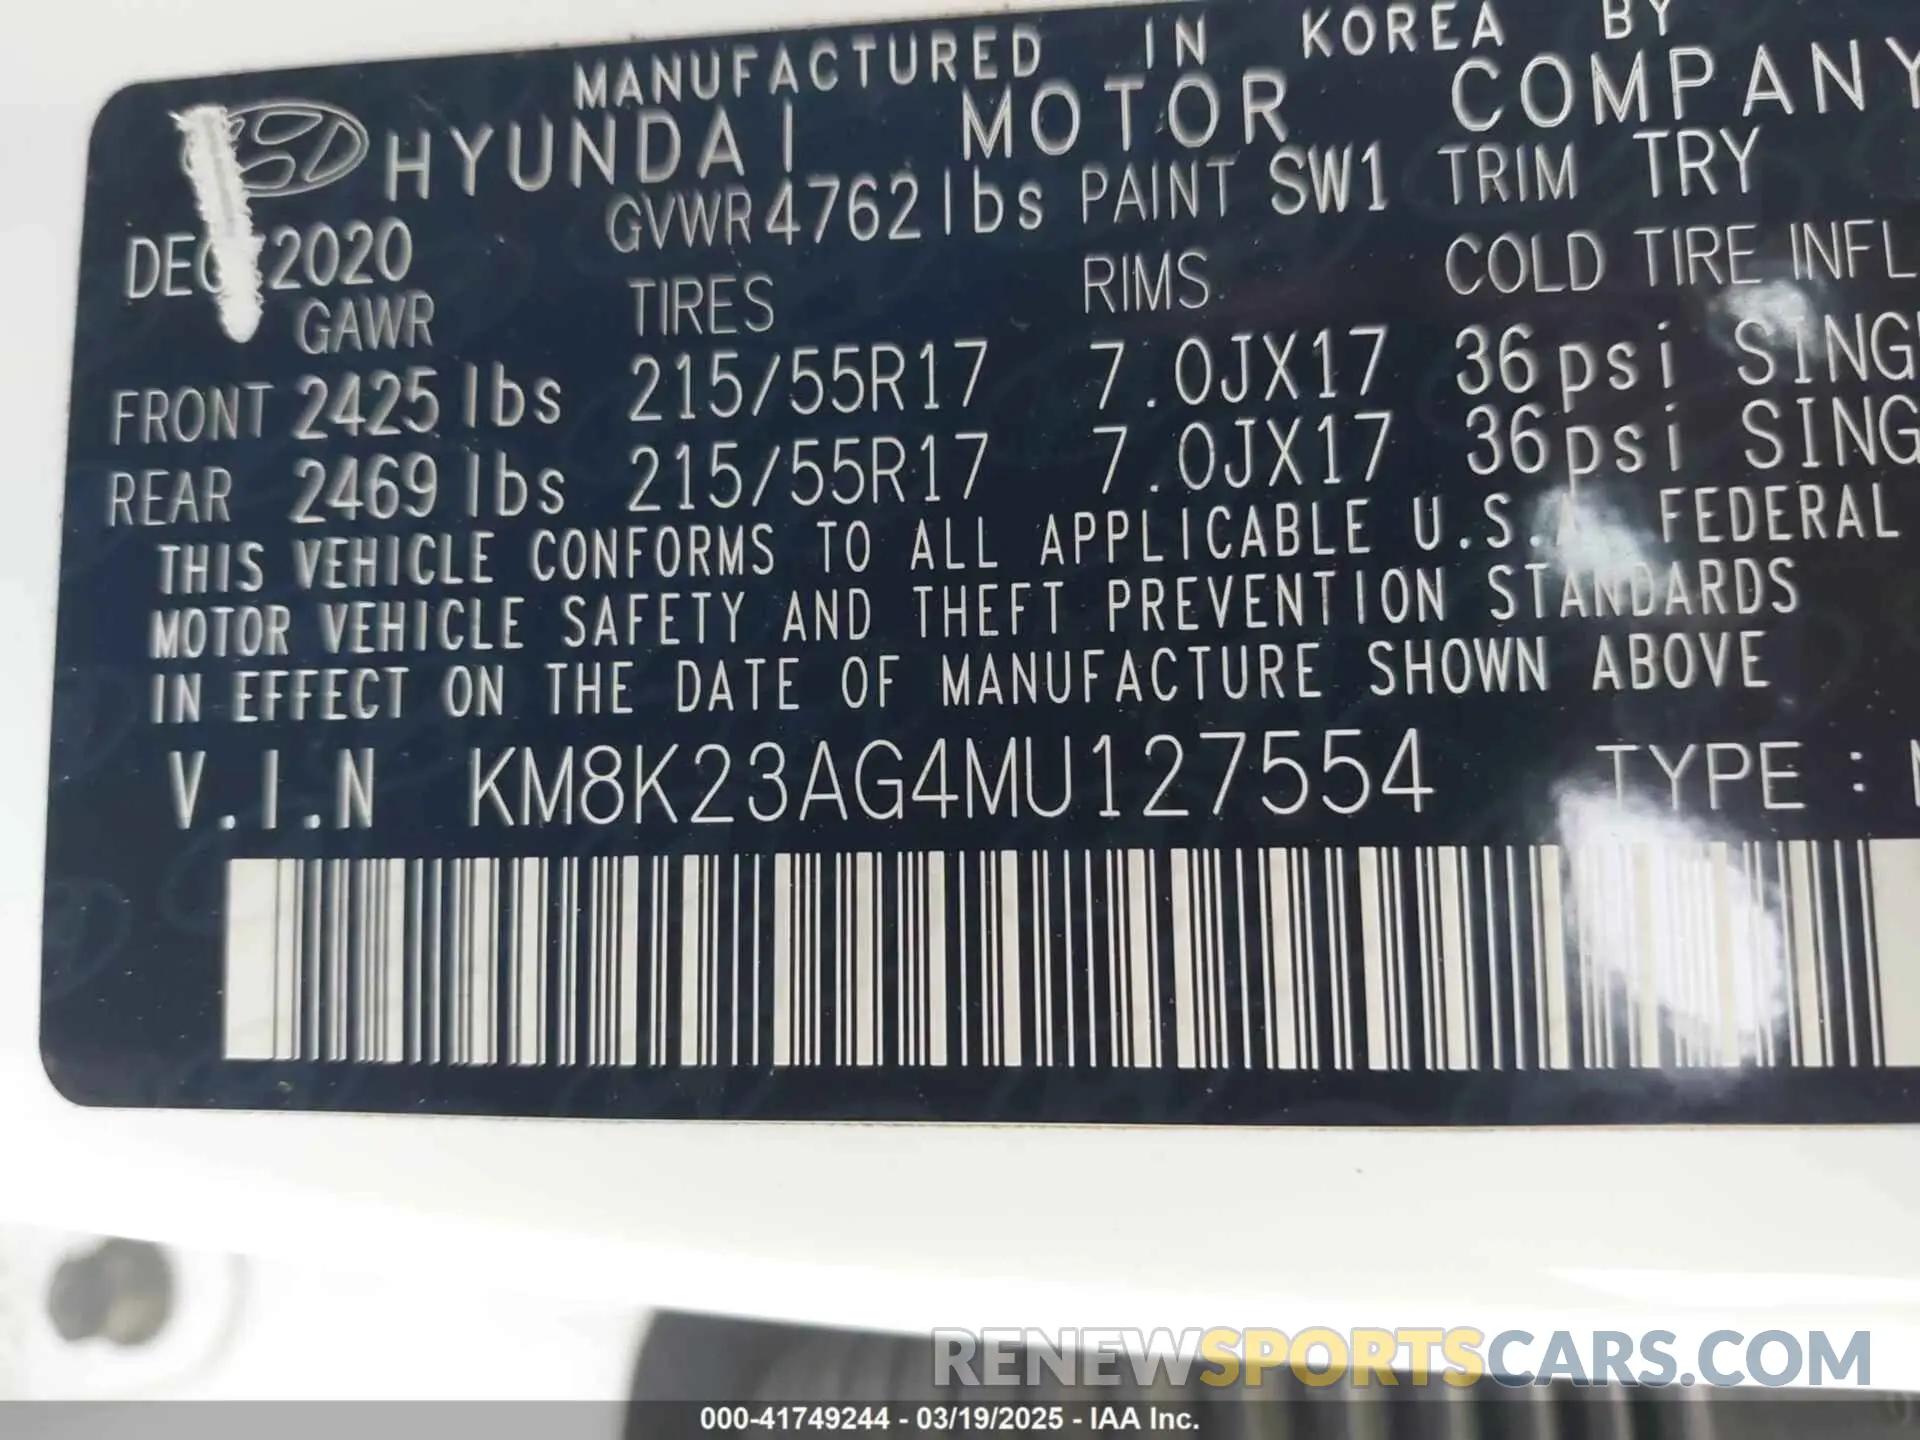 MANUFACTURED IN KOREA BY
HYUNDAI MOTOR COMPANY
GVWR 4762 lbs PAINT SW1 TRIM TRY
2020
GAWR TIRES RIMS COLD TIRE INFL
FRONT 2425 lbs 215/55R17 7.0JX17 36psi SINGL
REAR 2469 lbs 215/55R17 7.0JX17 36psi SING
THIS VEHICLE CONFORMS TO ALL APPLICABLE U.S.A. FEDERAL
MOTOR VEHICLE SAFETY AND THEFT PREVENTION STANDARDS
IN EFFECT ON THE DATE OF MANUFACTURE SHOWN ABOVE
V.I.N KM8K23AG4MU127554 TYPE :
RENEWSPORTSCARS.COM
000-41749244 - 03/19/2025 - IAA Inc.